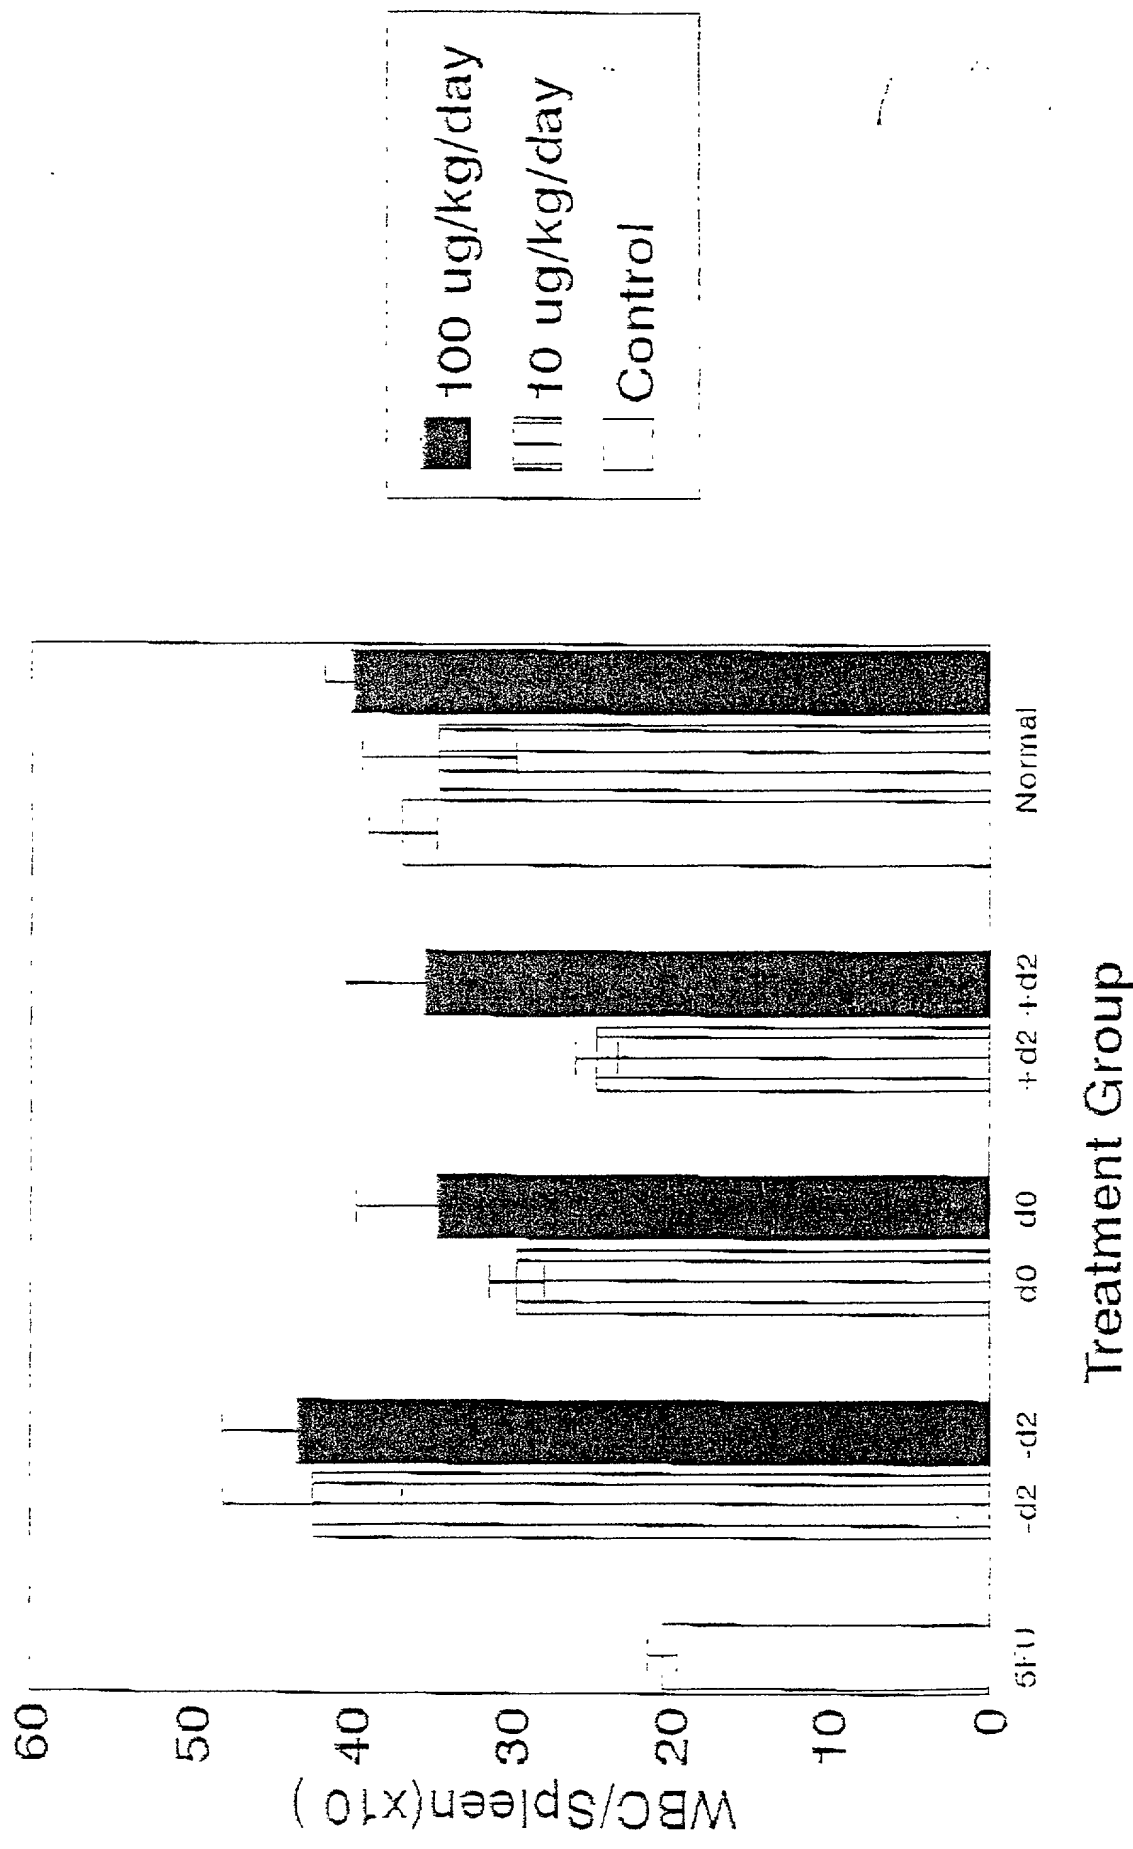 100 ug/kg/day
10 ug/kg/day
Control
WBC/Spleen(x10 )
60
50
40
30
20
10
0
5FU
-d2
-d2
d0
d0
+d2
+d2
Normal
Treatment Group